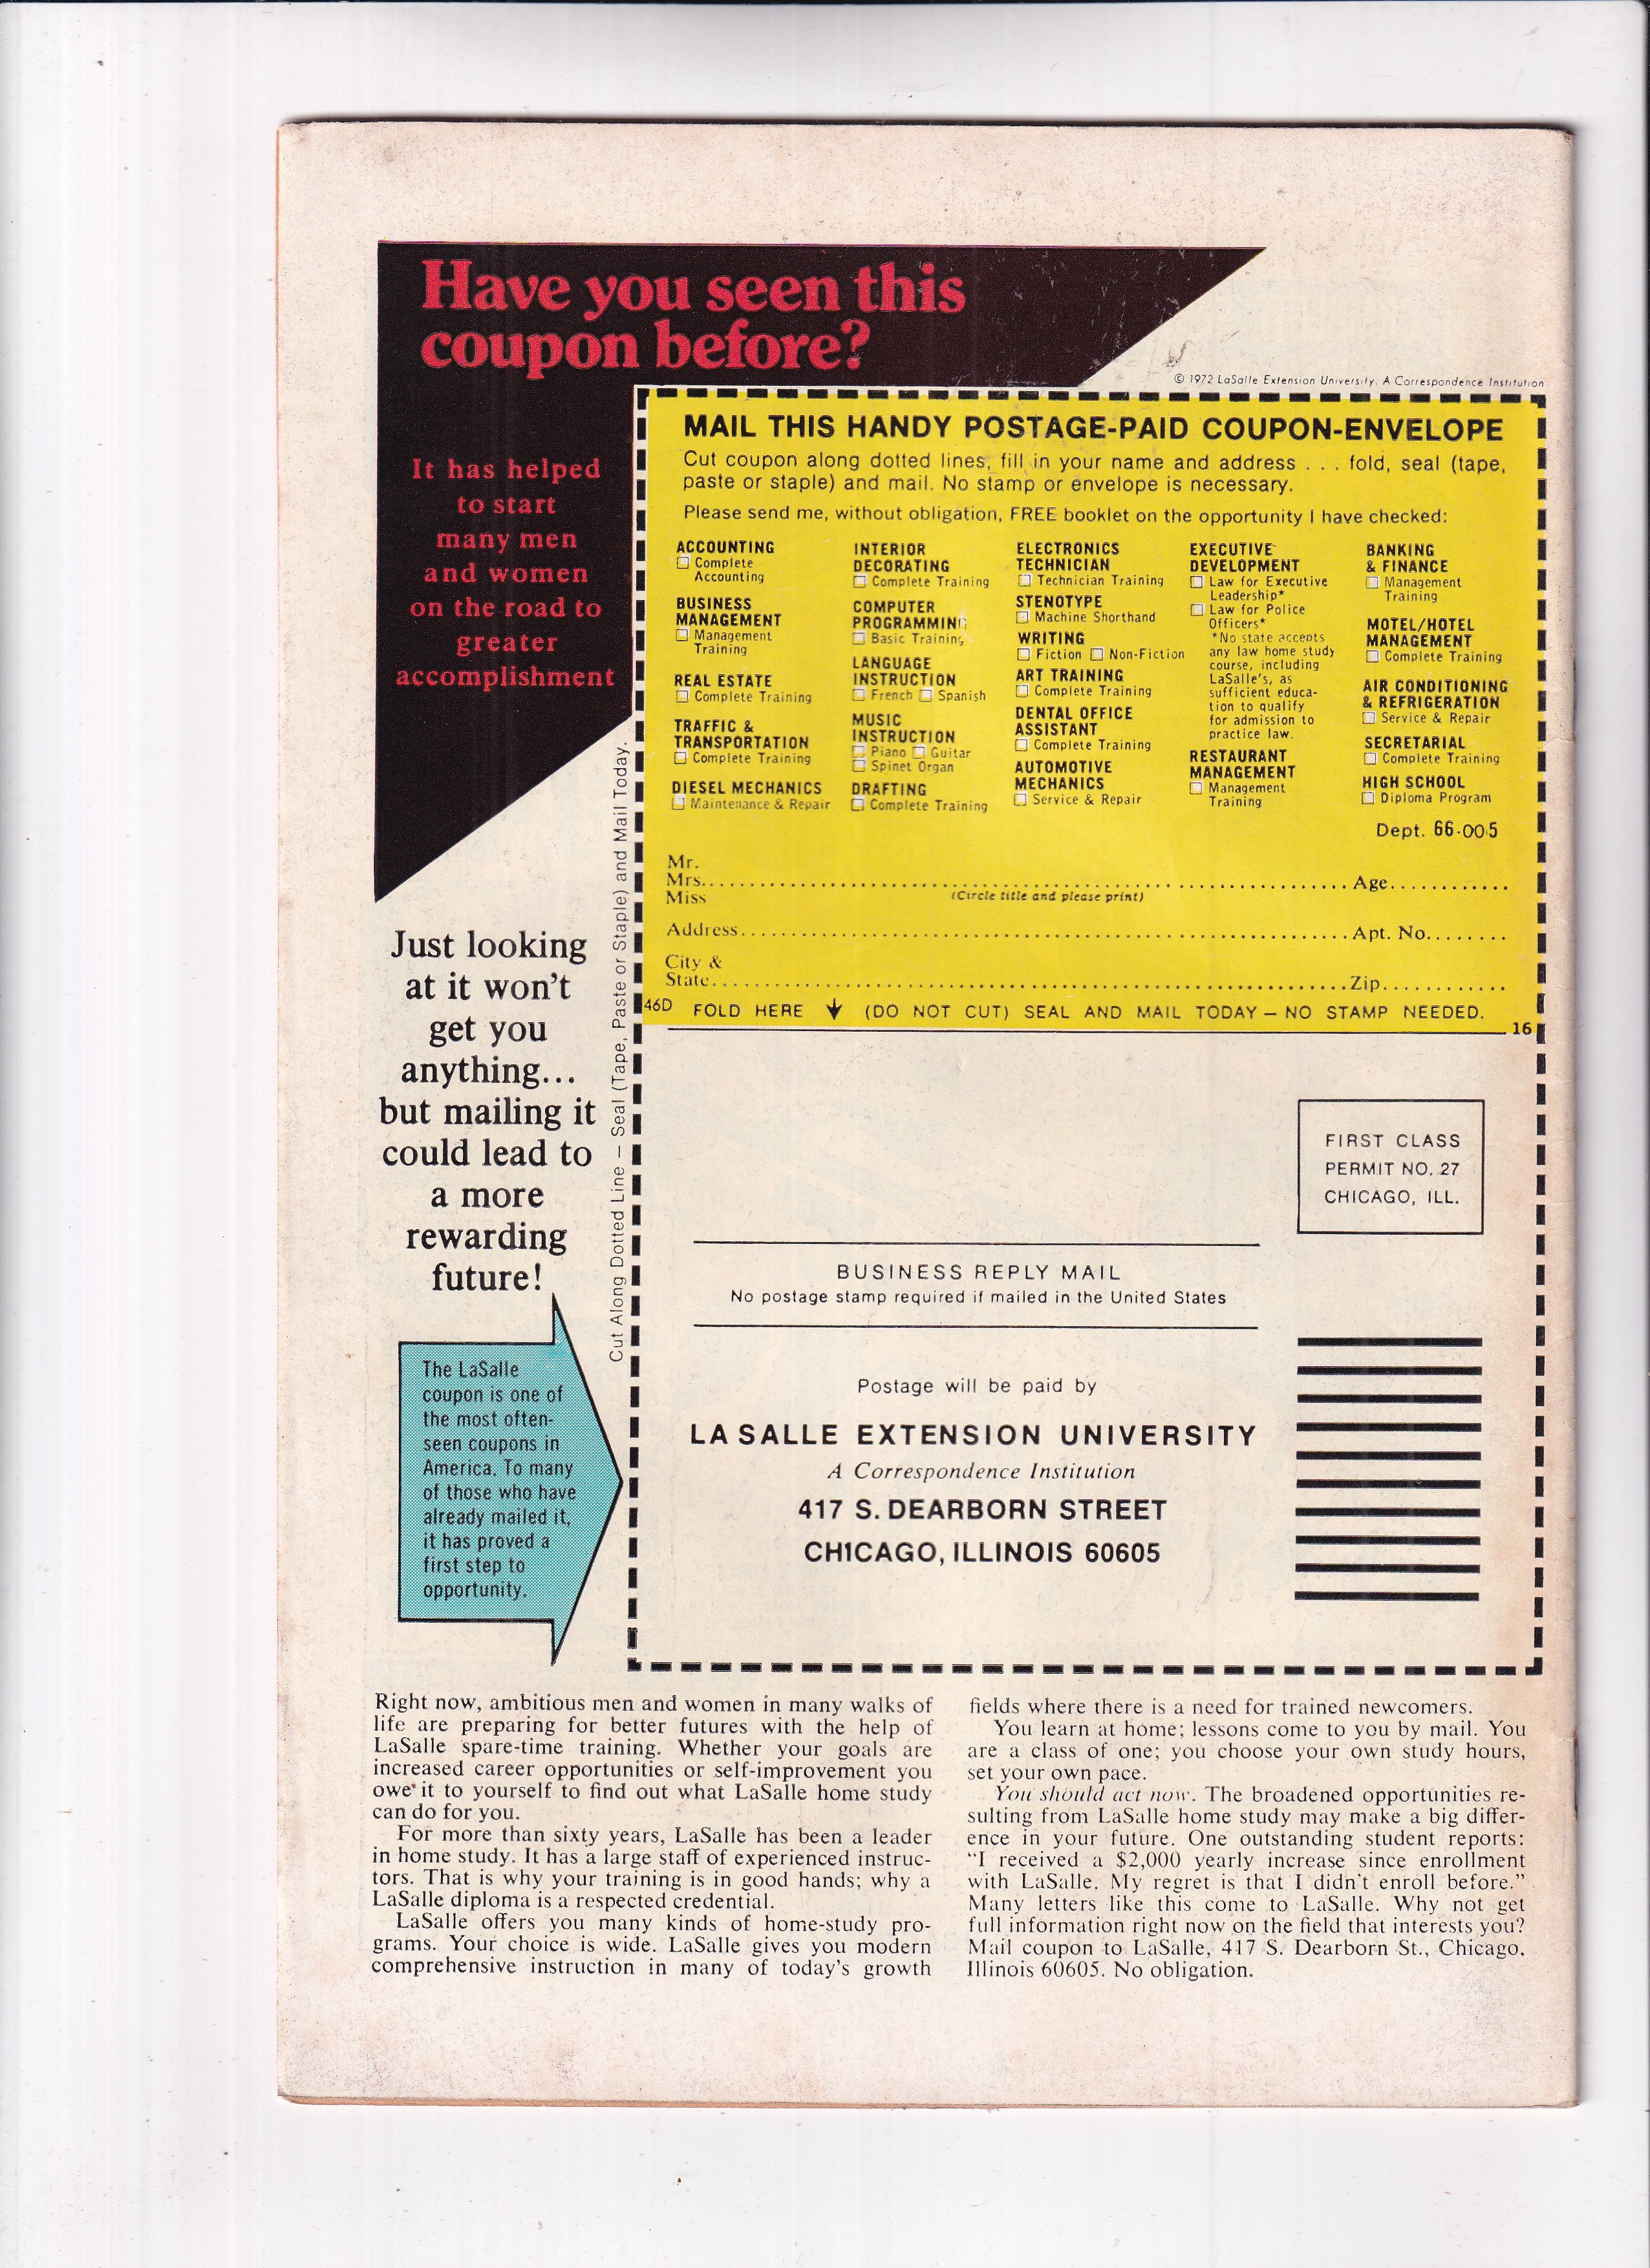 Have you seen this
coupon before?
© 1972 LaSalle Extension University. A Correspondence Institution
It has helped
to start
many men
and women
on the road to
greater
accomplishment
MAIL THIS HANDY POSTAGE-PAID COUPON-ENVELOPE
Cut coupon along dotted lines, fill in your name and address . . . fold, seal (tape,
paste or staple) and mail. No stamp or envelope is necessary.
Please send me, without obligation, FREE booklet on the opportunity I have checked:
ACCOUNTING
☐ Complete
Accounting
BUSINESS
MANAGEMENT
☐ Management
Training
REAL ESTATE
☐ Complete Training
TRAFFIC &
TRANSPORTATION
☐ Complete Training
DIESEL MECHANICS
☐ Maintenance & Repair
INTERIOR
DECORATING
☐ Complete Training
COMPUTER
PROGRAMMING
☐ Basic Training
LANGUAGE
INSTRUCTION
☐ French ☐ Spanish
MUSIC
INSTRUCTION
☐ Piano ☐ Guitar
☐ Spinet Organ
DRAFTING
☐ Complete Training
ELECTRONICS
TECHNICIAN
☐ Technician Training
STENOTYPE
☐ Machine Shorthand
WRITING
☐ Fiction ☐ Non-Fiction
ART TRAINING
☐ Complete Training
DENTAL OFFICE
ASSISTANT
☐ Complete Training
AUTOMOTIVE
MECHANICS
☐ Service & Repair
EXECUTIVE
DEVELOPMENT
☐ Law for Executive
Leadership*
☐ Law for Police
Officers*
*No state accepts
any law home study
course, including
LaSalle's, as
sufficient educa-
tion to qualify
for admission to
practice law.
RESTAURANT
MANAGEMENT
☐ Management
Training
BANKING
& FINANCE
☐ Management
Training
MOTEL/HOTEL
MANAGEMENT
☐ Complete Training
AIR CONDITIONING
& REFRIGERATION
☐ Service & Repair
SECRETARIAL
☐ Complete Training
HIGH SCHOOL
☐ Diploma Program
Dept. 66-005
Mr.
Mrs. Age
Miss (Circle title and please print)
Address Apt. No.
City &
State Zip
46D FOLD HERE (DO NOT CUT) SEAL AND MAIL TODAY — NO STAMP NEEDED.
16
Cut Along Dotted Line — Seal (Tape, Paste or Staple) and Mail Today.
Just looking
at it won't
get you
anything...
but mailing it
could lead to
a more
rewarding
future!
The LaSalle
coupon is one of
the most often-
seen coupons in
America. To many
of those who have
already mailed it,
it has proved a
first step to
opportunity.
FIRST CLASS
PERMIT NO. 27
CHICAGO, ILL.
BUSINESS REPLY MAIL
No postage stamp required if mailed in the United States
Postage will be paid by
LA SALLE EXTENSION UNIVERSITY
A Correspondence Institution
417 S. DEARBORN STREET
CHICAGO, ILLINOIS 60605
Right now, ambitious men and women in many walks of
life are preparing for better futures with the help of
LaSalle spare-time training. Whether your goals are
increased career opportunities or self-improvement you
owe it to yourself to find out what LaSalle home study
can do for you.
For more than sixty years, LaSalle has been a leader
in home study. It has a large staff of experienced instruc-
tors. That is why your training is in good hands; why a
LaSalle diploma is a respected credential.
LaSalle offers you many kinds of home-study pro-
grams. Your choice is wide. LaSalle gives you modern
comprehensive instruction in many of today's growth
fields where there is a need for trained newcomers.
You learn at home; lessons come to you by mail. You
are a class of one; you choose your own study hours,
set your own pace.
You should act now. The broadened opportunities re-
sulting from LaSalle home study may make a big differ-
ence in your future. One outstanding student reports:
“I received a $2,000 yearly increase since enrollment
with LaSalle. My regret is that I didn't enroll before.”
Many letters like this come to LaSalle. Why not get
full information right now on the field that interests you?
Mail coupon to LaSalle, 417 S. Dearborn St., Chicago,
Illinois 60605. No obligation.